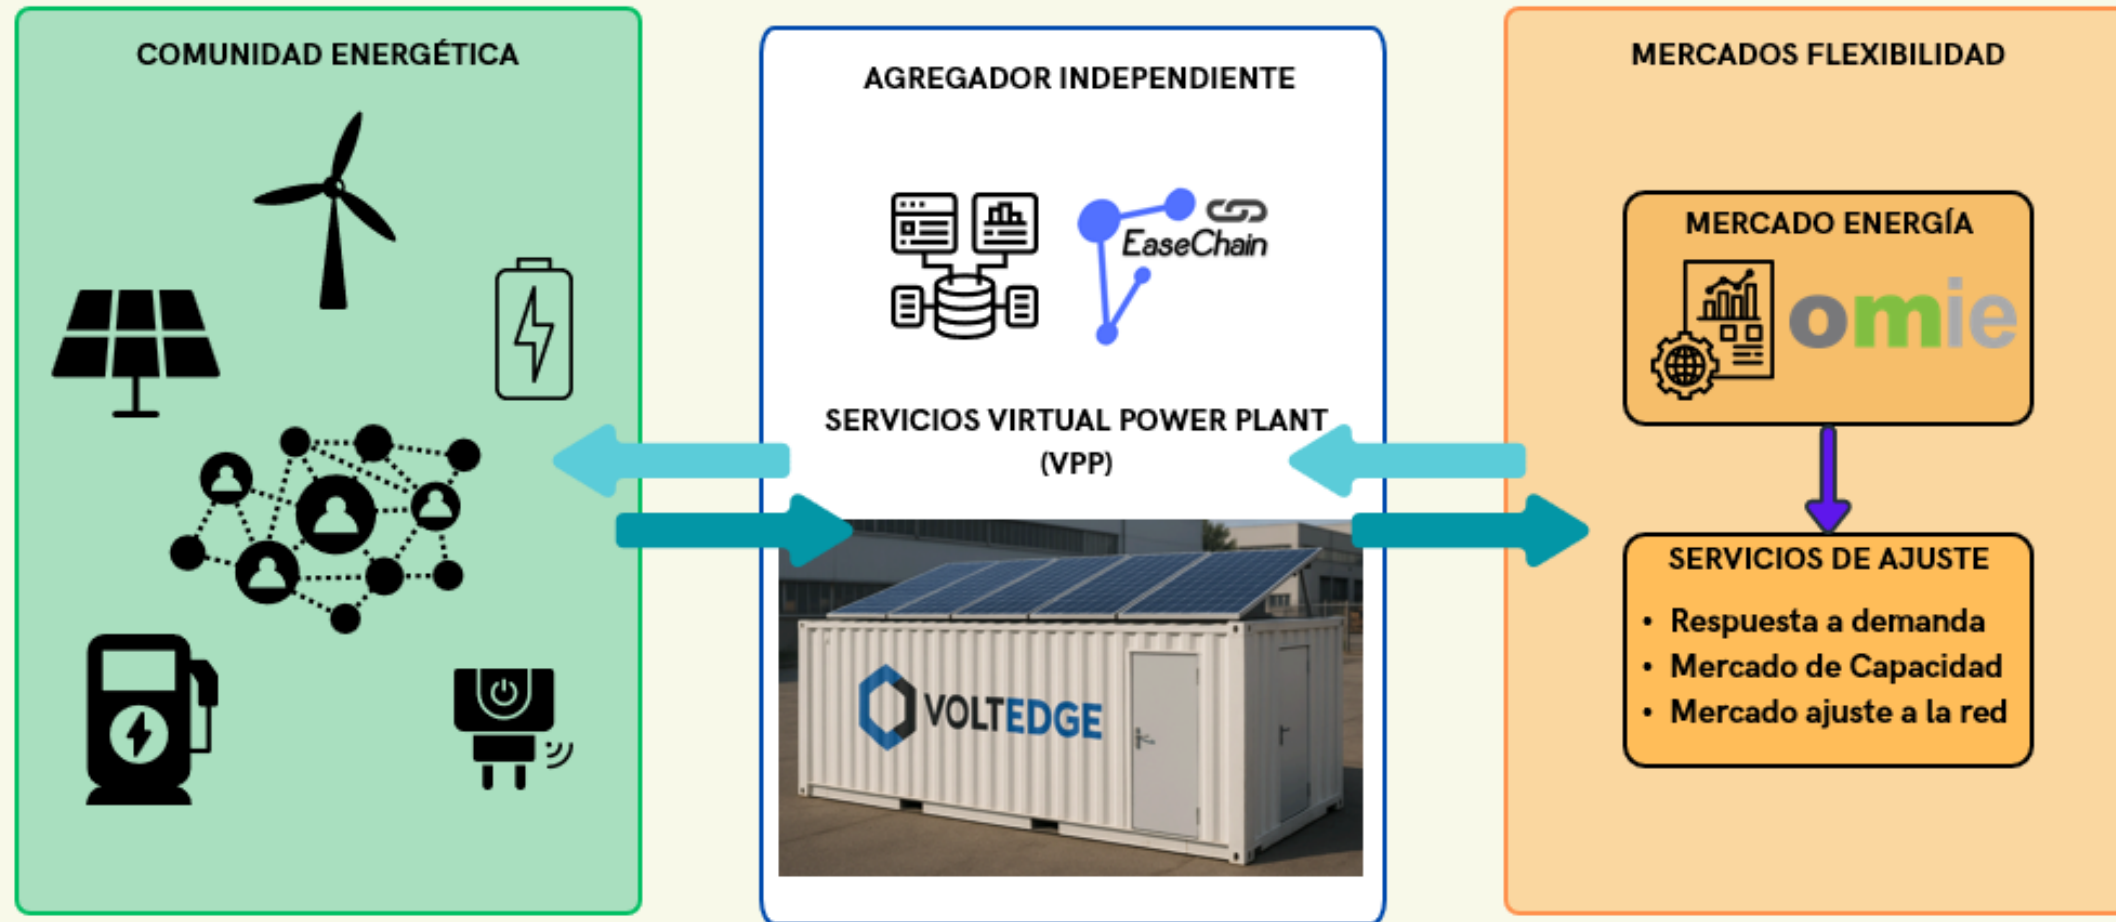 COMUNIDAD ENERGÉTICA
AGREGADOR INDEPENDIENTE
EaseChain
SERVICIOS VIRTUAL POWER PLANT
(VPP)
VOLTEDGE
MERCADOS FLEXIBILIDAD
MERCADO ENERGÍA
omie
SERVICIOS DE AJUSTE
• Respuesta a demanda
• Mercado de Capacidad
• Mercado ajuste a la red